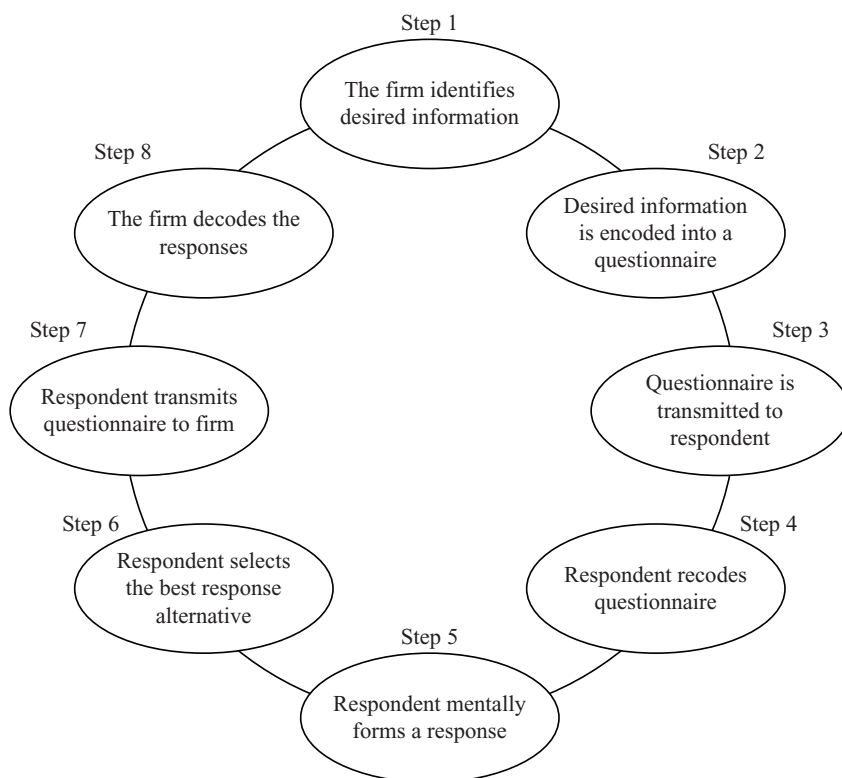 Step 1
The firm identifies
desired information
Step 2
Desired information
is encoded into a
questionnaire
Step 3
Questionnaire is
transmitted to
respondent
Step 4
Respondent recodes
questionnaire
Step 5
Respondent mentally
forms a response
Step 6
Respondent selects
the best response
alternative
Step 7
Respondent transmits
questionnaire to firm
Step 8
The firm decodes the
responses